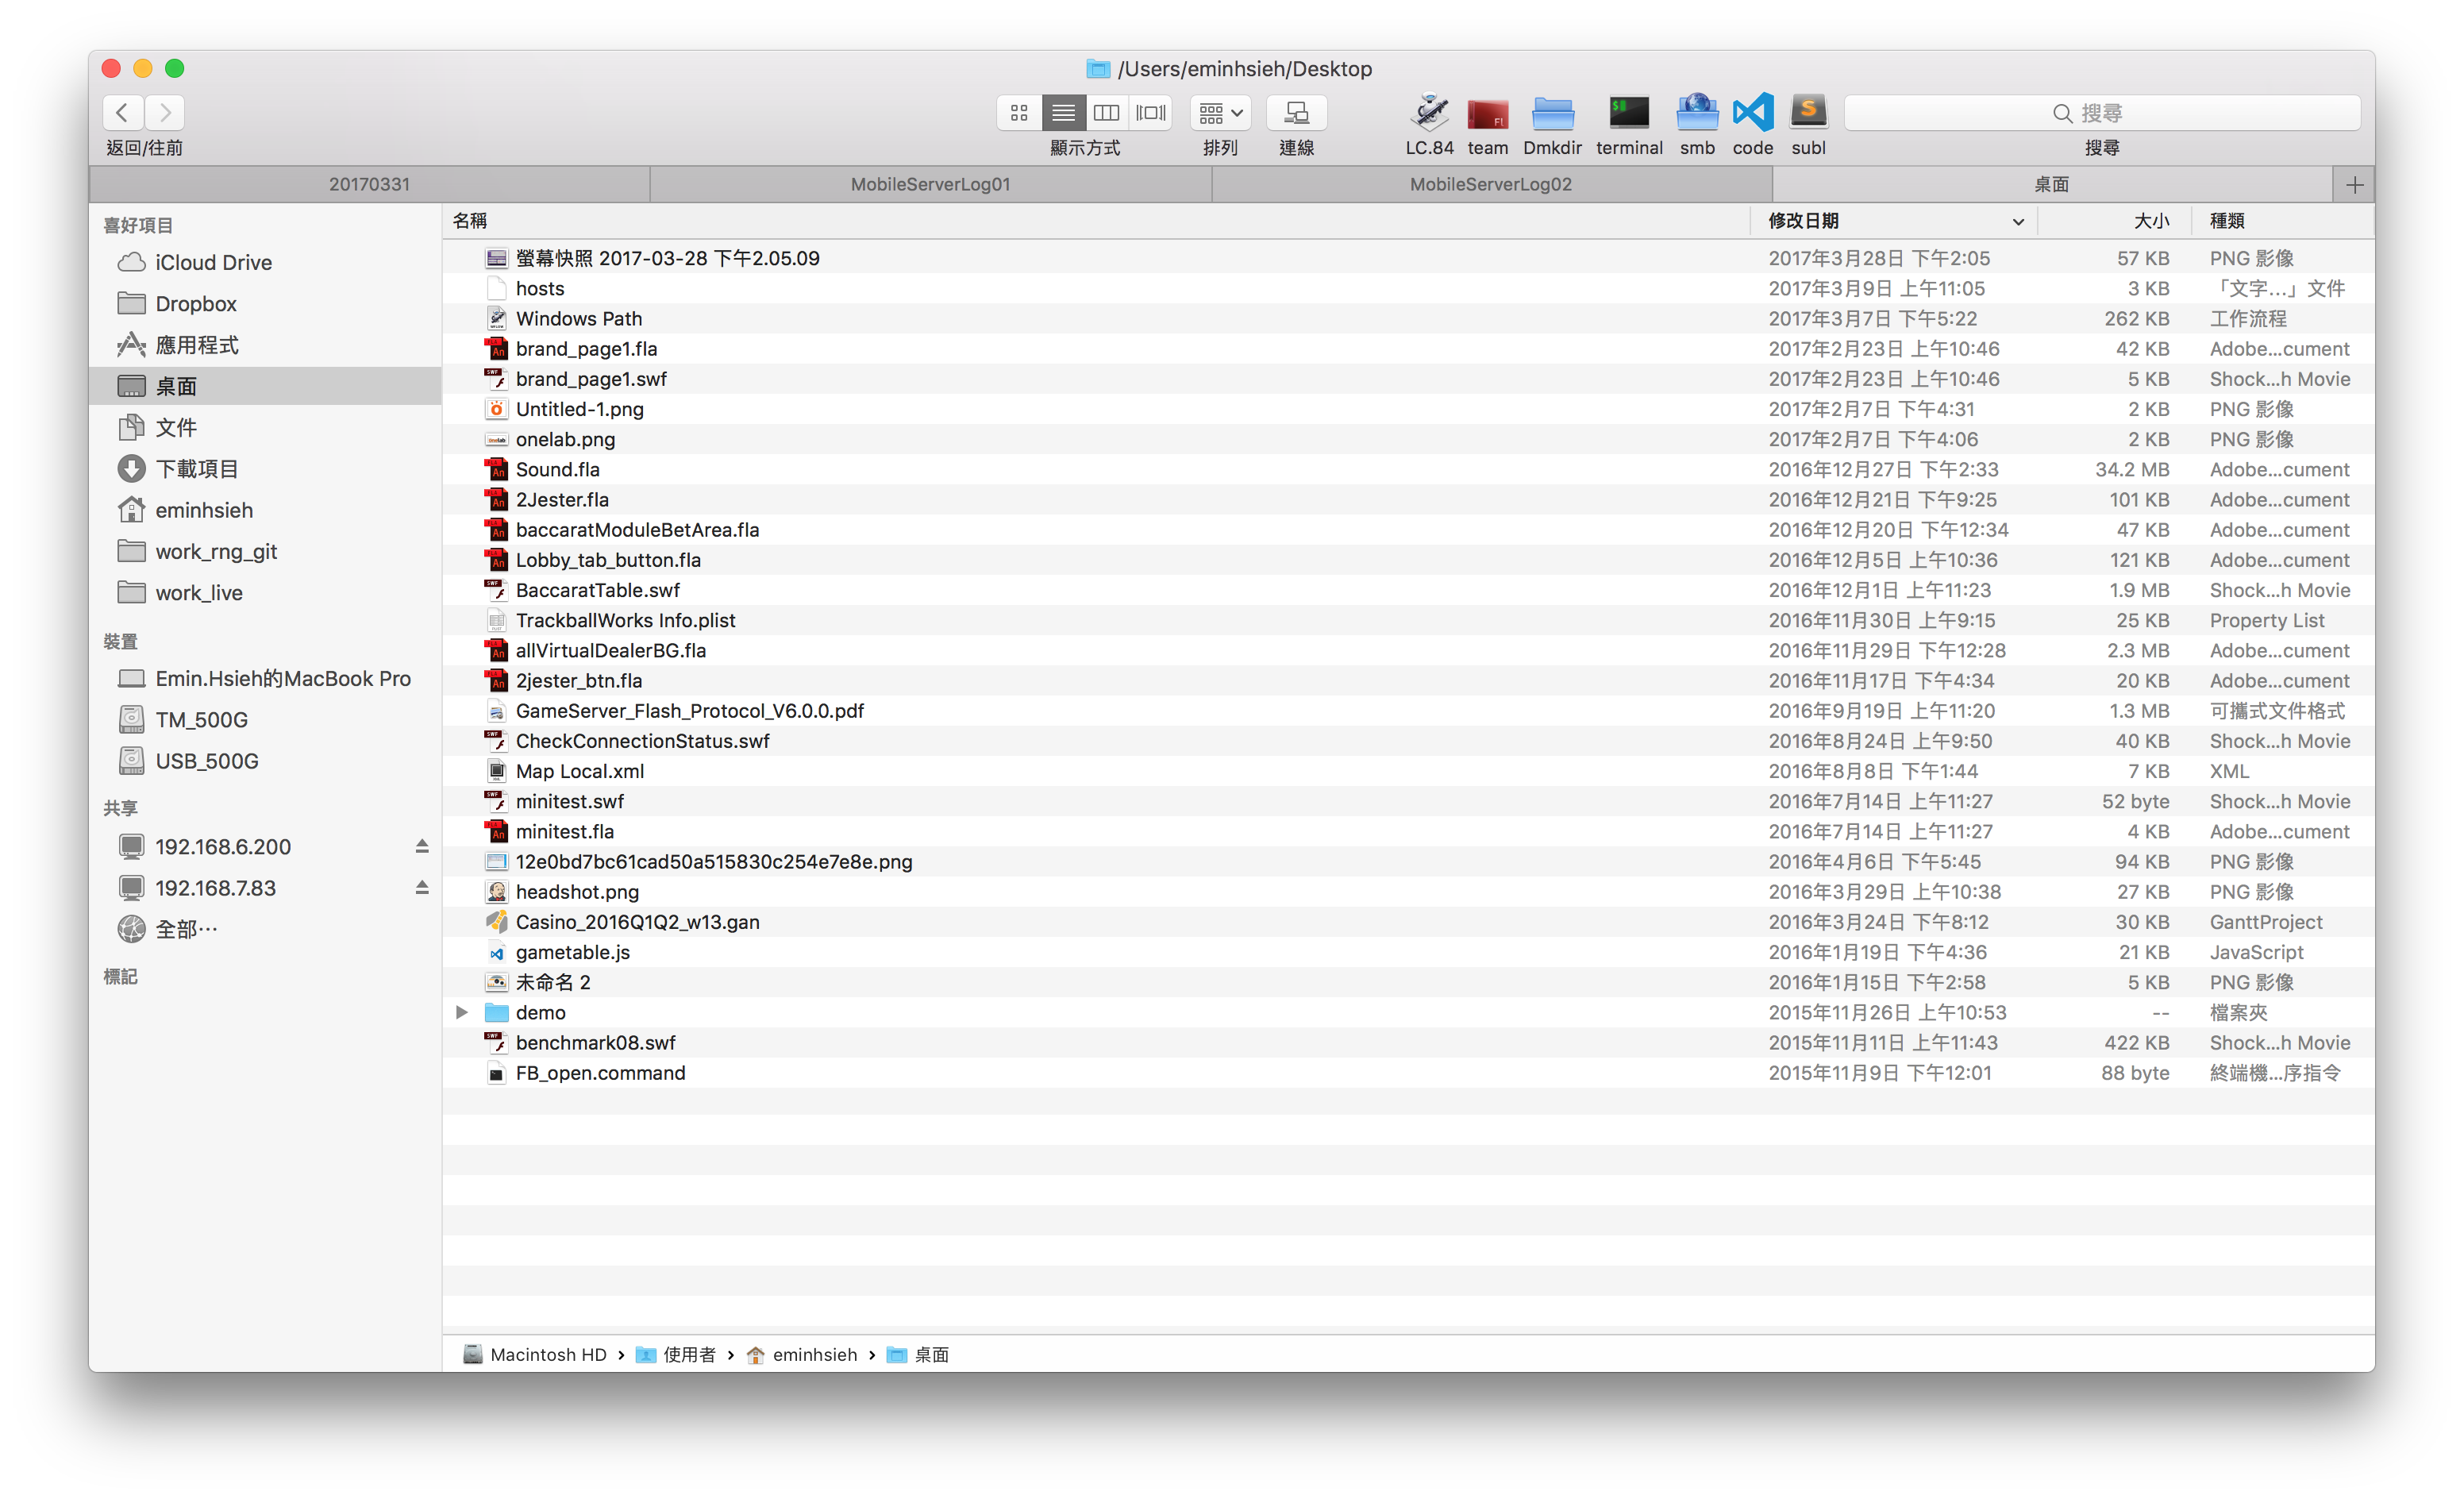 /Users/eminhsieh/Desktop
返回/往前 顯示方式 排列 連線 LC.84 team Dmkdir terminal smb code subl 搜尋
搜尋
20170331 MobileServerLog01 MobileServerLog02 桌面
喜好項目
iCloud Drive
Dropbox
應用程式
桌面
文件
下載項目
eminhsieh
work_rng_git
work_live
裝置
Emin.Hsieh的MacBook Pro
TM_500G
USB_500G
共享
192.168.6.200
192.168.7.83
全部…
標記
名稱 修改日期 大小 種類
螢幕快照 2017-03-28 下午2.05.09 2017年3月28日 下午2:05 57 KB PNG 影像
hosts 2017年3月9日 上午11:05 3 KB 「文字…」文件
Windows Path 2017年3月7日 下午5:22 262 KB 工作流程
brand_page1.fla 2017年2月23日 上午10:46 42 KB Adobe...cument
brand_page1.swf 2017年2月23日 上午10:46 5 KB Shock...h Movie
Untitled-1.png 2017年2月7日 下午4:31 2 KB PNG 影像
onelab.png 2017年2月7日 下午4:06 2 KB PNG 影像
Sound.fla 2016年12月27日 下午2:33 34.2 MB Adobe...cument
2Jester.fla 2016年12月21日 下午9:25 101 KB Adobe...cument
baccaratModuleBetArea.fla 2016年12月20日 下午12:34 47 KB Adobe...cument
Lobby_tab_button.fla 2016年12月5日 上午10:36 121 KB Adobe...cument
BaccaratTable.swf 2016年12月1日 上午11:23 1.9 MB Shock...h Movie
TrackballWorks Info.plist 2016年11月30日 上午9:15 25 KB Property List
allVirtualDealerBG.fla 2016年11月29日 下午12:28 2.3 MB Adobe...cument
2jester_btn.fla 2016年11月17日 下午4:34 20 KB Adobe...cument
GameServer_Flash_Protocol_V6.0.0.pdf 2016年9月19日 上午11:20 1.3 MB 可攜式文件格式
CheckConnectionStatus.swf 2016年8月24日 上午9:50 40 KB Shock...h Movie
Map Local.xml 2016年8月8日 下午1:44 7 KB XML
minitest.swf 2016年7月14日 上午11:27 52 byte Shock...h Movie
minitest.fla 2016年7月14日 上午11:27 4 KB Adobe...cument
12e0bd7bc61cad50a515830c254e7e8e.png 2016年4月6日 下午5:45 94 KB PNG 影像
headshot.png 2016年3月29日 上午10:38 27 KB PNG 影像
Casino_2016Q1Q2_w13.gan 2016年3月24日 下午8:12 30 KB GanttProject
gametable.js 2016年1月19日 下午4:36 21 KB JavaScript
未命名 2 2016年1月15日 下午2:58 5 KB PNG 影像
demo 2015年11月26日 上午10:53 -- 檔案夾
benchmark08.swf 2015年11月11日 上午11:43 422 KB Shock...h Movie
FB_open.command 2015年11月9日 下午12:01 88 byte 終端機...序指令
Macintosh HD › 使用者 › eminhsieh › 桌面